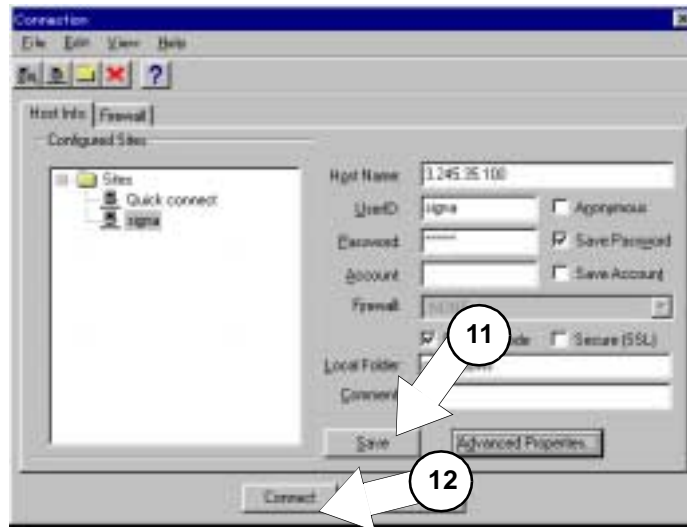 Connection
File Edit View Help
?
Host Info Firewall
Configured Sites
Sites
Quick connect
sigma
Host Name 3.245.35.100
UserID sigma Anonymous
Password ****** Save Password
Account Save Account
Firewall
Secure (SSL)
Local Folder
Comment
Save Advanced Properties...
Connect
11
12